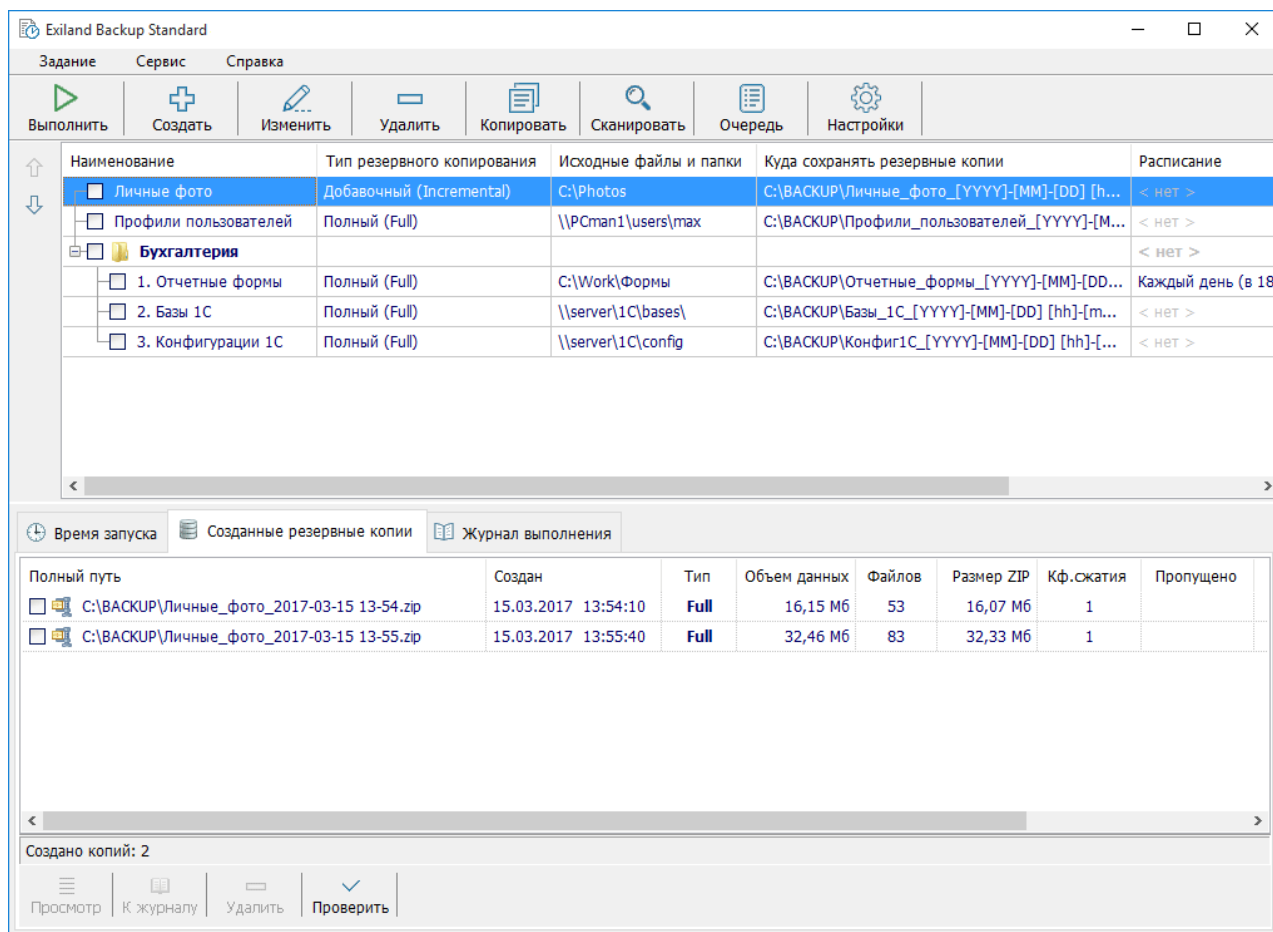 Exiland Backup Standard
Задание Сервис Справка
Выполнить Создать Изменить Удалить Копировать Сканировать Очередь Настройки
Наименование Тип резервного копирования Исходные файлы и папки Куда сохранять резервные копии Расписание
Личные фото Добавочный (Incremental) C:\Photos C:\BACKUP\Личные_фото_[YYYY]-[MM]-[DD] [h... < нет >
Профили пользователей Полный (Full) \\PCman1\users\max C:\BACKUP\Профили_пользователей_[YYYY]-[M... < нет >
Бухгалтерия < нет >
1. Отчетные формы Полный (Full) C:\Work\Формы C:\BACKUP\Отчетные_формы_[YYYY]-[MM]-[DD... Каждый день (в 18
2. Базы 1С Полный (Full) \\server\1C\bases\ C:\BACKUP\Базы_1С_[YYYY]-[MM]-[DD] [hh]-[m... < нет >
3. Конфигурации 1С Полный (Full) \\server\1C\config C:\BACKUP\Конфиг1С_[YYYY]-[MM]-[DD] [hh]-[... < нет >
Время запуска Созданные резервные копии Журнал выполнения
Полный путь Создан Тип Объем данных Файлов Размер ZIP Кф.сжатия Пропущено
C:\BACKUP\Личные_фото_2017-03-15 13-54.zip 15.03.2017 13:54:10 Full 16,15 Мб 53 16,07 Мб 1
C:\BACKUP\Личные_фото_2017-03-15 13-55.zip 15.03.2017 13:55:40 Full 32,46 Мб 83 32,33 Мб 1
Создано копий: 2
Просмотр К журналу Удалить Проверить